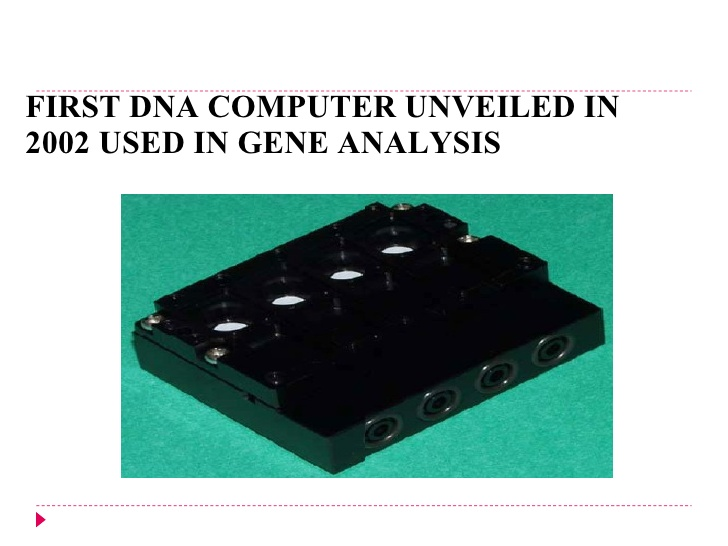 FIRST DNA COMPUTER UNVEILED IN
2002 USED IN GENE ANALYSIS